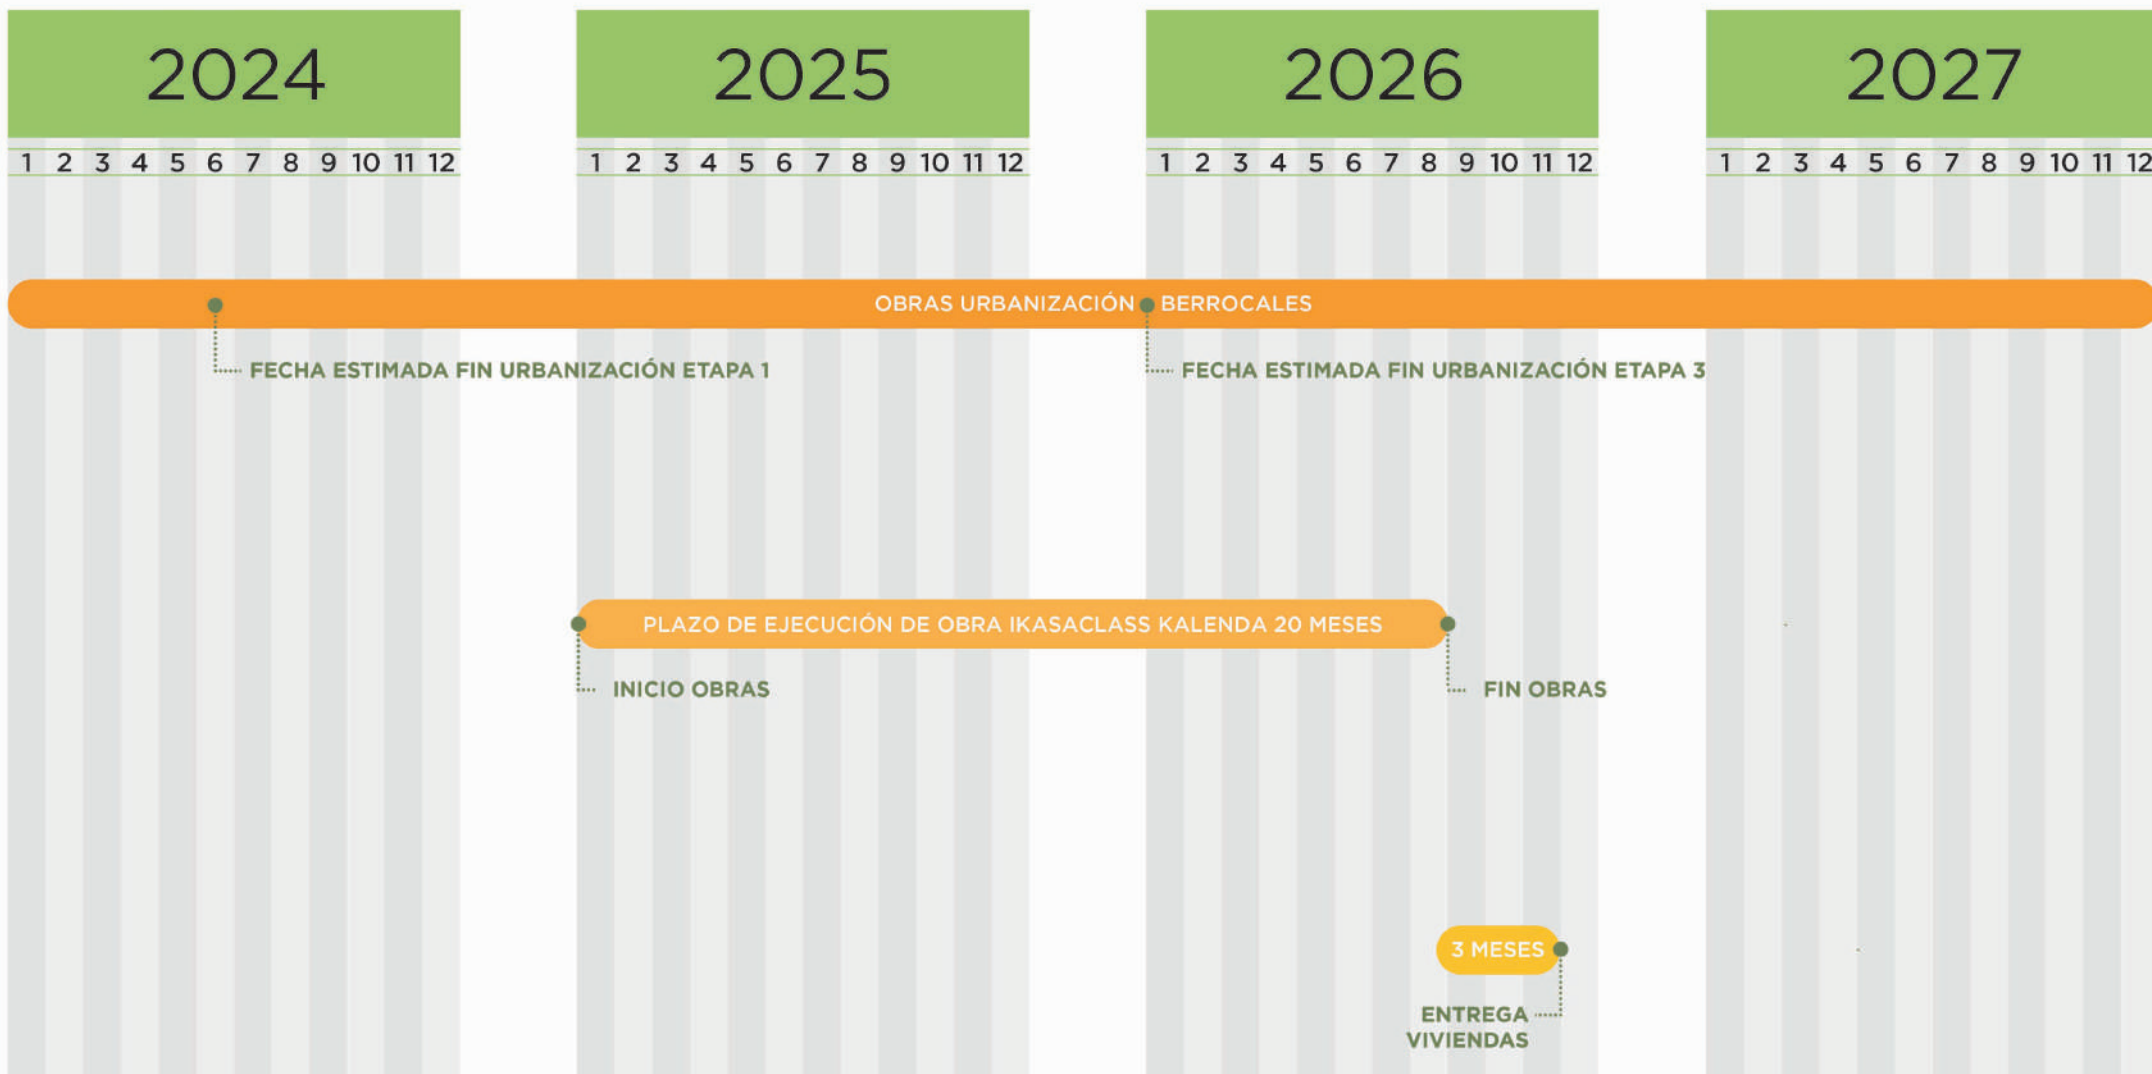 2024 2025 2026 2027
1 2 3 4 5 6 7 8 9 10 11 12 1 2 3 4 5 6 7 8 9 10 11 12 1 2 3 4 5 6 7 8 9 10 11 12 1 2 3 4 5 6 7 8 9 10 11 12
OBRAS URBANIZACIÓN BERROCALES
FECHA ESTIMADA FIN URBANIZACIÓN ETAPA 1 FECHA ESTIMADA FIN URBANIZACIÓN ETAPA 3
PLAZO DE EJECUCIÓN DE OBRA IKASACLASS KALENDA 20 MESES
INICIO OBRAS FIN OBRAS
3 MESES
ENTREGA
VIVIENDAS